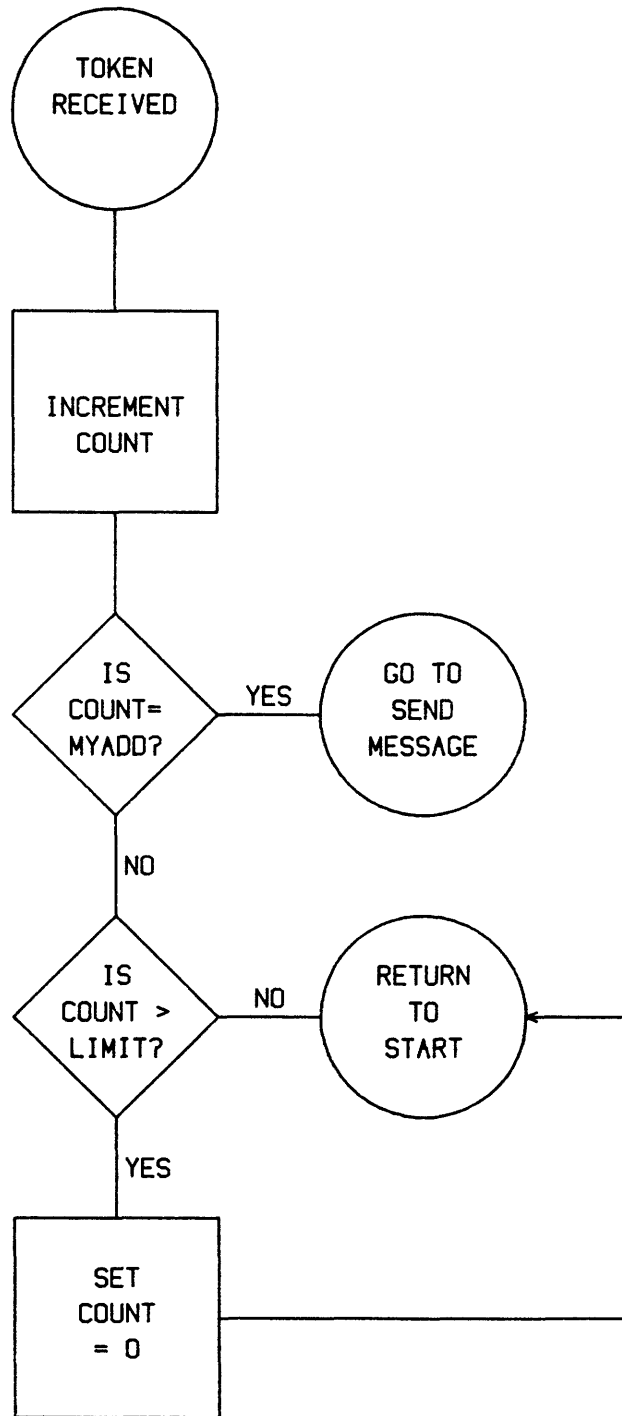 TOKEN
RECEIVED
INCREMENT
COUNT
IS
COUNT=
MYADD?
YES
GO TO
SEND
MESSAGE
NO
IS
COUNT >
LIMIT?
NO
RETURN
TO
START
YES
SET
COUNT
= 0